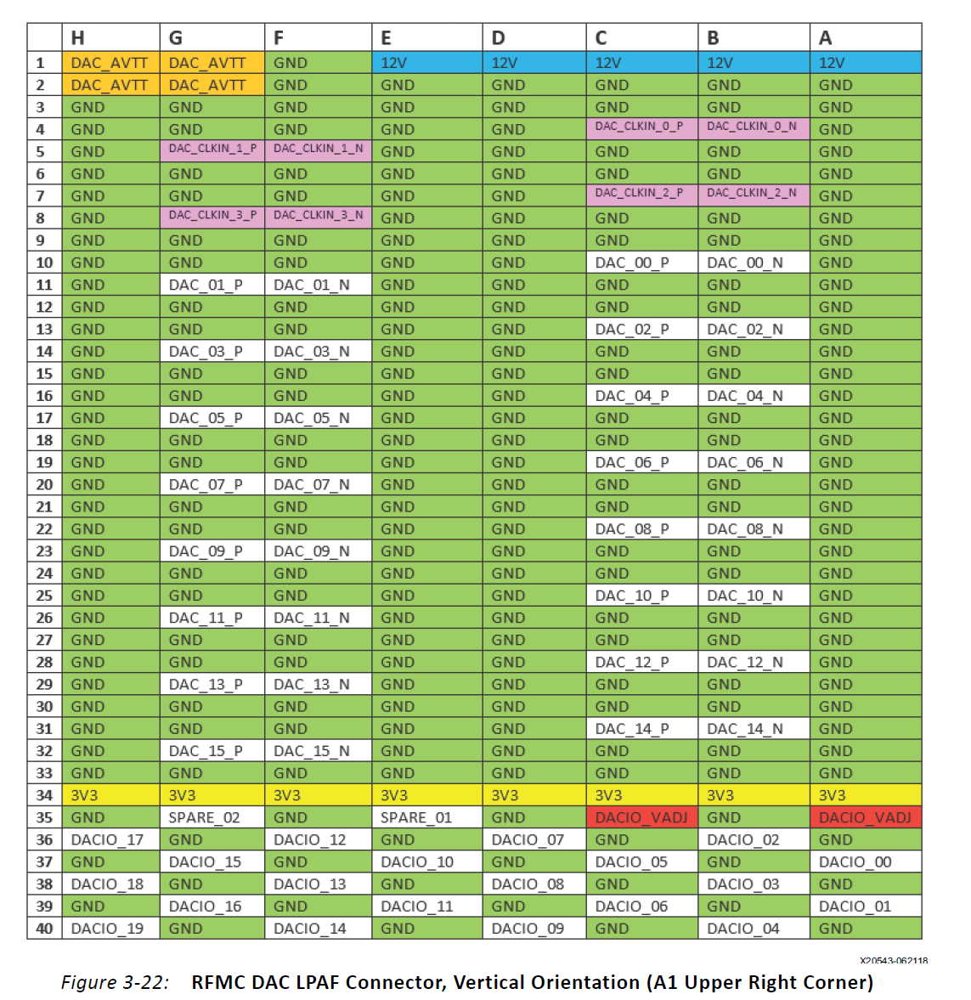 H G F E D C B A
1 DAC_AVTT DAC_AVTT GND 12V 12V 12V 12V 12V
2 DAC_AVTT DAC_AVTT GND GND GND GND GND GND
3 GND GND GND GND GND GND GND GND
4 GND GND GND GND GND DAC_CLKIN_0_P DAC_CLKIN_0_N GND
5 GND DAC_CLKIN_1_P DAC_CLKIN_1_N GND GND GND GND GND
6 GND GND GND GND GND GND GND GND
7 GND GND GND GND GND DAC_CLKIN_2_P DAC_CLKIN_2_N GND
8 GND DAC_CLKIN_3_P DAC_CLKIN_3_N GND GND GND GND GND
9 GND GND GND GND GND GND GND GND
10 GND GND GND GND GND DAC_00_P DAC_00_N GND
11 GND DAC_01_P DAC_01_N GND GND GND GND GND
12 GND GND GND GND GND GND GND GND
13 GND GND GND GND GND DAC_02_P DAC_02_N GND
14 GND DAC_03_P DAC_03_N GND GND GND GND GND
15 GND GND GND GND GND GND GND GND
16 GND GND GND GND GND DAC_04_P DAC_04_N GND
17 GND DAC_05_P DAC_05_N GND GND GND GND GND
18 GND GND GND GND GND GND GND GND
19 GND GND GND GND GND DAC_06_P DAC_06_N GND
20 GND DAC_07_P DAC_07_N GND GND GND GND GND
21 GND GND GND GND GND GND GND GND
22 GND GND GND GND GND DAC_08_P DAC_08_N GND
23 GND DAC_09_P DAC_09_N GND GND GND GND GND
24 GND GND GND GND GND GND GND GND
25 GND GND GND GND GND DAC_10_P DAC_10_N GND
26 GND DAC_11_P DAC_11_N GND GND GND GND GND
27 GND GND GND GND GND GND GND GND
28 GND GND GND GND GND DAC_12_P DAC_12_N GND
29 GND DAC_13_P DAC_13_N GND GND GND GND GND
30 GND GND GND GND GND GND GND GND
31 GND GND GND GND GND DAC_14_P DAC_14_N GND
32 GND DAC_15_P DAC_15_N GND GND GND GND GND
33 GND GND GND GND GND GND GND GND
34 3V3 3V3 3V3 3V3 3V3 3V3 3V3 3V3
35 GND SPARE_02 GND SPARE_01 GND DACIO_VADJ GND DACIO_VADJ
36 DACIO_17 GND DACIO_12 GND DACIO_07 GND DACIO_02 GND
37 GND DACIO_15 GND DACIO_10 GND DACIO_05 GND DACIO_00
38 DACIO_18 GND DACIO_13 GND DACIO_08 GND DACIO_03 GND
39 GND DACIO_16 GND DACIO_11 GND DACIO_06 GND DACIO_01
40 DACIO_19 GND DACIO_14 GND DACIO_09 GND DACIO_04 GND
X20543-062118
Figure 3-22: RFMC DAC LPAF Connector, Vertical Orientation (A1 Upper Right Corner)